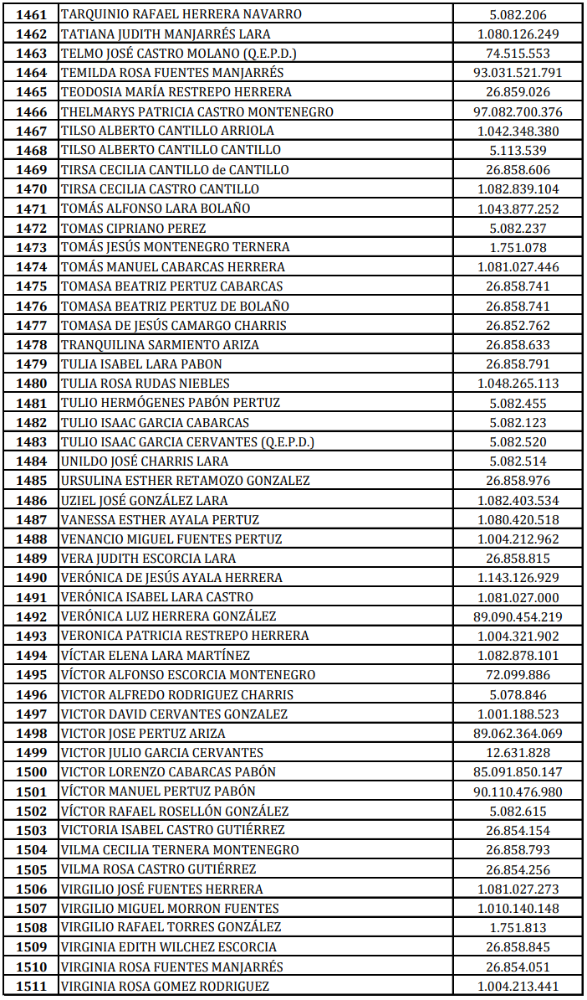 1461 TARQUINIO RAFAEL HERRERA NAVARRO 5.082.206
1462 TATIANA JUDITH MANJARRÉS LARA 1.080.126.249
1463 TELMO JOSÉ CASTRO MOLANO (Q.E.P.D.) 74.515.553
1464 TEMILDA ROSA FUENTES MANJARRÉS 93.031.521.791
1465 TEODOSIA MARÍA RESTREPO HERRERA 26.859.026
1466 THELMARYS PATRICIA CASTRO MONTENEGRO 97.082.700.376
1467 TILSO ALBERTO CANTILLO ARRIOLA 1.042.348.380
1468 TILSO ALBERTO CANTILLO CANTILLO 5.113.539
1469 TIRSA CECILIA CANTILLO de CANTILLO 26.858.606
1470 TIRSA CECILIA CASTRO CANTILLO 1.082.839.104
1471 TOMÁS ALFONSO LARA BOLAÑO 1.043.877.252
1472 TOMAS CIPRIANO PEREZ 5.082.237
1473 TOMÁS JESÚS MONTENEGRO TERNERA 1.751.078
1474 TOMÁS MANUEL CABARCAS HERRERA 1.081.027.446
1475 TOMASA BEATRIZ PERTUZ CABARCAS 26.858.741
1476 TOMASA BEATRIZ PERTUZ DE BOLAÑO 26.858.741
1477 TOMASA DE JESÚS CAMARGO CHARRIS 26.852.762
1478 TRANQUILINA SARMIENTO ARIZA 26.858.633
1479 TULIA ISABEL LARA PABON 26.858.791
1480 TULIA ROSA RUDAS NIEBLES 1.048.265.113
1481 TULIO HERMÓGENES PABÓN PERTUZ 5.082.455
1482 TULIO ISAAC GARCIA CABARCAS 5.082.123
1483 TULIO ISAAC GARCIA CERVANTES (Q.E.P.D.) 5.082.520
1484 UNILDO JOSÉ CHARRIS LARA 5.082.514
1485 URSULINA ESTHER RETAMOZO GONZALEZ 26.858.976
1486 UZIEL JOSÉ GONZÁLEZ LARA 1.082.403.534
1487 VANESSA ESTHER AYALA PERTUZ 1.080.420.518
1488 VENANCIO MIGUEL FUENTES PERTUZ 1.004.212.962
1489 VERA JUDITH ESCORCIA LARA 26.858.815
1490 VERÓNICA DE JESÚS AYALA HERRERA 1.143.126.929
1491 VERÓNICA ISABEL LARA CASTRO 1.081.027.000
1492 VERÓNICA LUZ HERRERA GONZÁLEZ 89.090.454.219
1493 VERONICA PATRICIA RESTREPO HERRERA 1.004.321.902
1494 VÍCTAR ELENA LARA MARTÍNEZ 1.082.878.101
1495 VÍCTOR ALFONSO ESCORCIA MONTENEGRO 72.099.886
1496 VICTOR ALFREDO RODRIGUEZ CHARRIS 5.078.846
1497 VICTOR DAVID CERVANTES GONZALEZ 1.001.188.523
1498 VICTOR JOSE PERTUZ ARIZA 89.062.364.069
1499 VICTOR JULIO GARCIA CERVANTES 12.631.828
1500 VICTOR LORENZO CABARCAS PABÓN 85.091.850.147
1501 VÍCTOR MANUEL PERTUZ PABÓN 90.110.476.980
1502 VÍCTOR RAFAEL ROSELLÓN GONZÁLEZ 5.082.615
1503 VICTORIA ISABEL CASTRO GUTIÉRREZ 26.854.154
1504 VILMA CECILIA TERNERA MONTENEGRO 26.858.793
1505 VILMA ROSA CASTRO GUTIÉRREZ 26.854.256
1506 VIRGILIO JOSÉ FUENTES HERRERA 1.081.027.273
1507 VIRGILIO MIGUEL MORRON FUENTES 1.010.140.148
1508 VIRGILIO RAFAEL TORRES GONZÁLEZ 1.751.813
1509 VIRGINIA EDITH WILCHEZ ESCORCIA 26.858.845
1510 VIRGINIA ROSA FUENTES MANJARRÉS 26.854.051
1511 VIRGINIA ROSA GOMEZ RODRIGUEZ 1.004.213.441